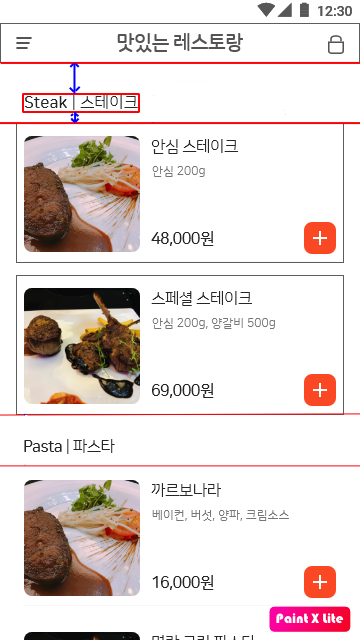 12:30
맛있는 레스토랑
Steak | 스테이크
안심 스테이크
안심 200g
48,000원
스페셜 스테이크
안심 200g, 양갈비 500g
69,000원
Pasta | 파스타
까르보나라
베이컨, 버섯, 양파, 크림소스
16,000원
Paint X Lite